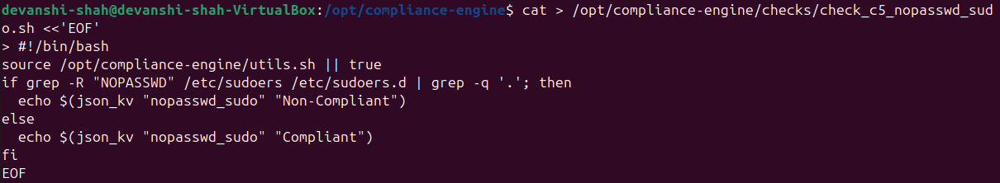 devanshi-shah@devanshi-shah-VirtualBox:/opt/compliance-engine$ cat > /opt/compliance-engine/checks/check_c5_nopasswd_sud
o.sh <<'EOF'
> #!/bin/bash
source /opt/compliance-engine/utils.sh || true
if grep -R "NOPASSWD" /etc/sudoers /etc/sudoers.d | grep -q '.'; then
  echo $(json_kv "nopasswd_sudo" "Non-Compliant")
else
  echo $(json_kv "nopasswd_sudo" "Compliant")
fi
EOF